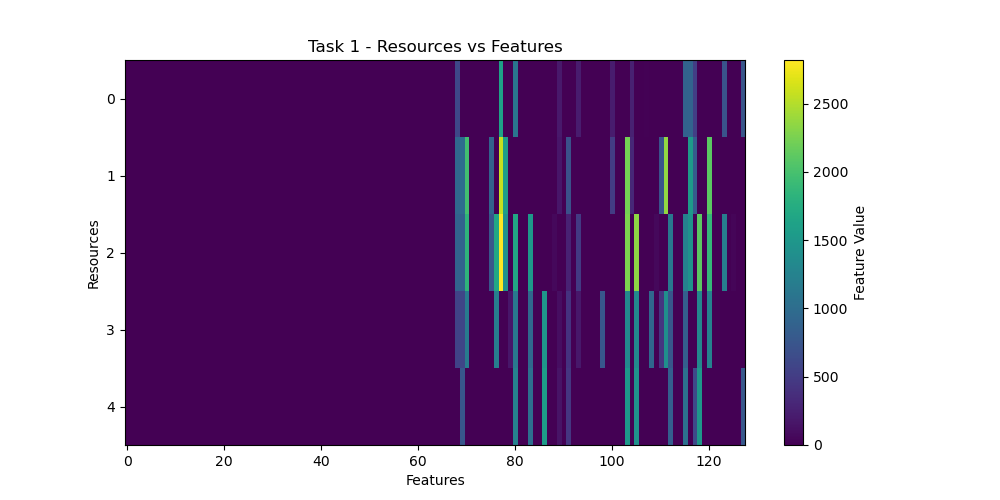 Task 1 - Resources vs Features
Resources
0
1
2
3
4
0 20 40 60 80 100 120
Features
2500
2000
1500
1000
500
0
Feature Value